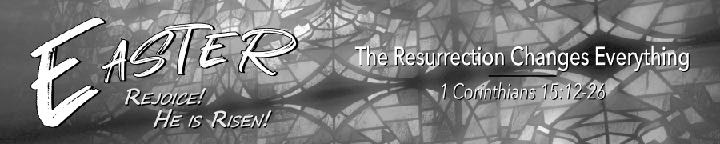 EASTER
REJOICE!
HE IS RISEN!
The Resurrection Changes Everything
1 Corinthians 15:12-26